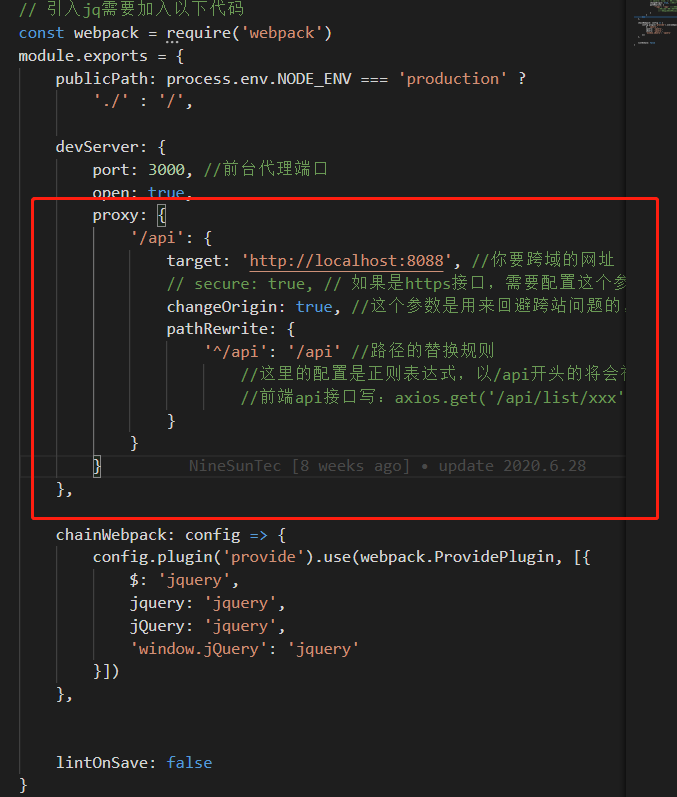 // 引入jq需要加入以下代码
const webpack = require('webpack')
module.exports = {
publicPath: process.env.NODE_ENV === 'production' ?
'./' : '/',
devServer: {
port: 3000, //前台代理端口
open: true,
proxy: {
'/api': {
target: 'http://localhost:8088', //你要跨域的网址
// secure: true, // 如果是https接口，需要配置这个参
changeOrigin: true, //这个参数是用来回避跨站问题的
pathRewrite: {
'^/api': '/api' //路径的替换规则
//这里的配置是正则表达式，以/api开头的将会
//前端api接口写：axios.get('/api/list/xxx'
}
}
}
NineSunTec [8 weeks ago] • update 2020.6.28
},
chainWebpack: config => {
config.plugin('provide').use(webpack.ProvidePlugin, [{
$: 'jquery',
jquery: 'jquery',
jQuery: 'jquery',
'window.jQuery': 'jquery'
}])
},
lintOnSave: false
}